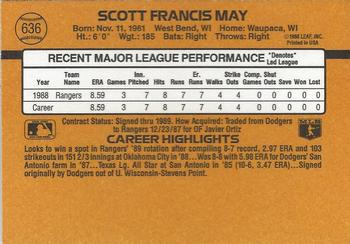 636
SCOTT FRANCIS MAY
Born: Nov. 11, 1961 West Bend, WI Home: Waupaca, WI
Ht.: 6'0" Wgt.: 185 Bats: Right Throws: Right
© 1988 LEAF, INC.
Printed in USA
RECENT MAJOR LEAGUE PERFORMANCE *Denotes* Led League
Year Team Name ERA Games Innings Pitched Hits Runs Er. Runs Walks Strike Outs Comp. Games Shut Outs Save Won Lost
1988 Rangers 8.59 3 7 8 7 7 4 4 0 0 0 0 0
Career 8.59 3 7 8 7 7 4 4 0 0 0 0 0
Contract Status: Signed thru 1989. How Acquired: Traded from Dodgers
to Rangers 12/23/87 for OF Javier Ortiz
CAREER HIGHLIGHTS
Looks to win a spot in Rangers' '89 rotation after compiling 8-7 record, 2.97 ERA and 103
strikeouts in 151 2/3 innings at Oklahoma City in '88... Was 8-8 with 5.98 ERA for Dodgers' San
Antonio farm in '87... Texas Lg. All Star at San Antonio in '85 (10-6, 3.47 ERA)... Signed
originally by Dodgers out of U. Wisconsin-Stevens Point.
MLB